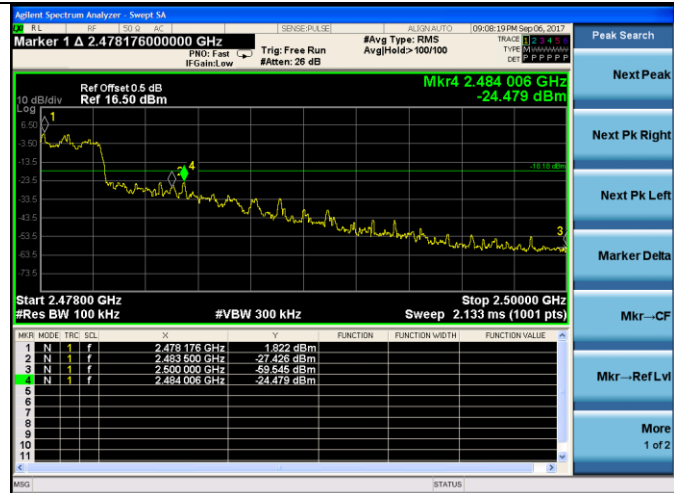 Agilent Spectrum Analyzer - Swept SA
RL RF 50 Ω AC SENSE:PULSE ALIGN AUTO 09:08:19 PM Sep 06, 2017
Marker 1 Δ 2.478176000000 GHz
PNO: Fast
IFGain:Low
Trig: Free Run
#Atten: 26 dB
#Avg Type: RMS
Avg|Hold:>100/100
TRACE 1 2 3 4 5 6
TYPE M
DET P P P P P P
Peak Search
Ref Offset 0.5 dB
Ref 16.50 dBm
10 dB/div
Log
Mkr4 2.484 006 GHz
-24.479 dBm
6.50
-3.50
-13.5
-23.5
-33.5
-43.5
-53.5
-63.5
-73.5
1
2
4
3
-18.18 dBm
Start 2.47800 GHz
#Res BW 100 kHz
#VBW 300 kHz
Stop 2.50000 GHz
Sweep 2.133 ms (1001 pts)
MKR MODE TRC SCL X Y FUNCTION FUNCTION WIDTH FUNCTION VALUE
1 N 1 f 2.478 176 GHz 1.822 dBm
2 N 1 f 2.483 500 GHz -27.426 dBm
3 N 1 f 2.500 000 GHz -59.545 dBm
4 N 1 f 2.484 006 GHz -24.479 dBm
5
6
7
8
9
10
11
MSG
STATUS
Next Peak
Next Pk Right
Next Pk Left
Marker Delta
Mkr→CF
Mkr→Ref Lvl
More
1 of 2